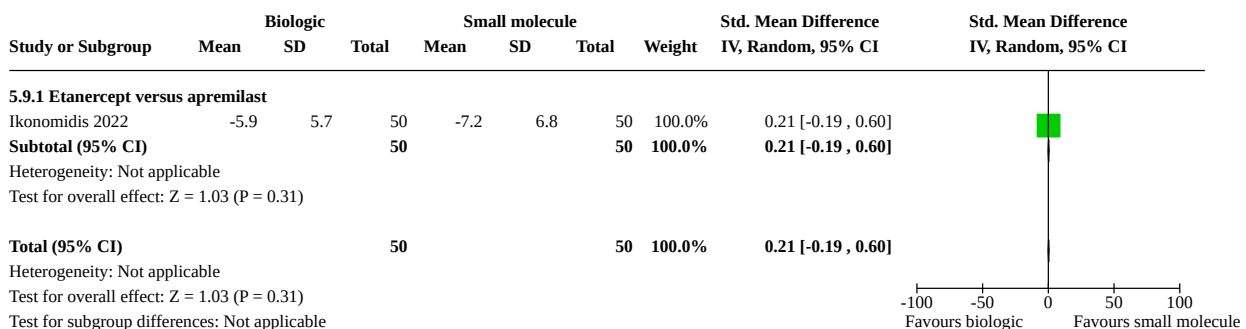 Biologic Small molecule Std. Mean Difference Std. Mean Difference
Study or Subgroup Mean SD Total Mean SD Total Weight IV, Random, 95% CI IV, Random, 95% CI
5.9.1 Etanercept versus apremilast
Ikonomidis 2022 -5.9 5.7 50 -7.2 6.8 50 100.0% 0.21 [-0.19 , 0.60]
Subtotal (95% CI) 50 50 100.0% 0.21 [-0.19 , 0.60]
Heterogeneity: Not applicable
Test for overall effect: Z = 1.03 (P = 0.31)
Total (95% CI) 50 50 100.0% 0.21 [-0.19 , 0.60]
Heterogeneity: Not applicable
Test for overall effect: Z = 1.03 (P = 0.31)
Test for subgroup differences: Not applicable
-100 -50 0 50 100
Favours biologic Favours small molecule